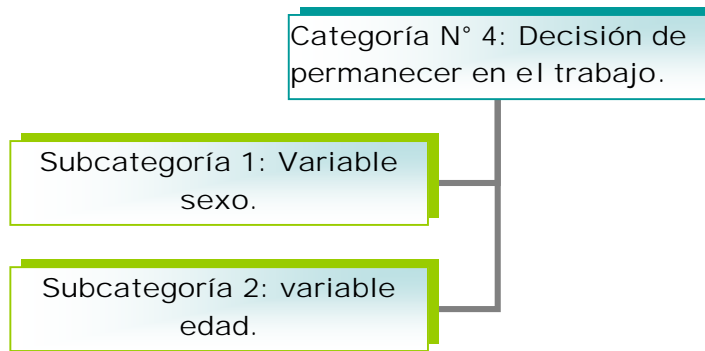 Categoría N° 4: Decisión de
permanecer en el trabajo.
Subcategoría 1: Variable
sexo.
Subcategoría 2: variable
edad.